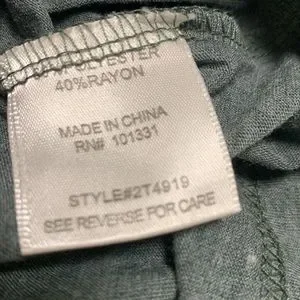 POLYESTER
40%RAYON
MADE IN CHINA
RN# 101331
STYLE#2T4919
SEE REVERSE FOR CARE